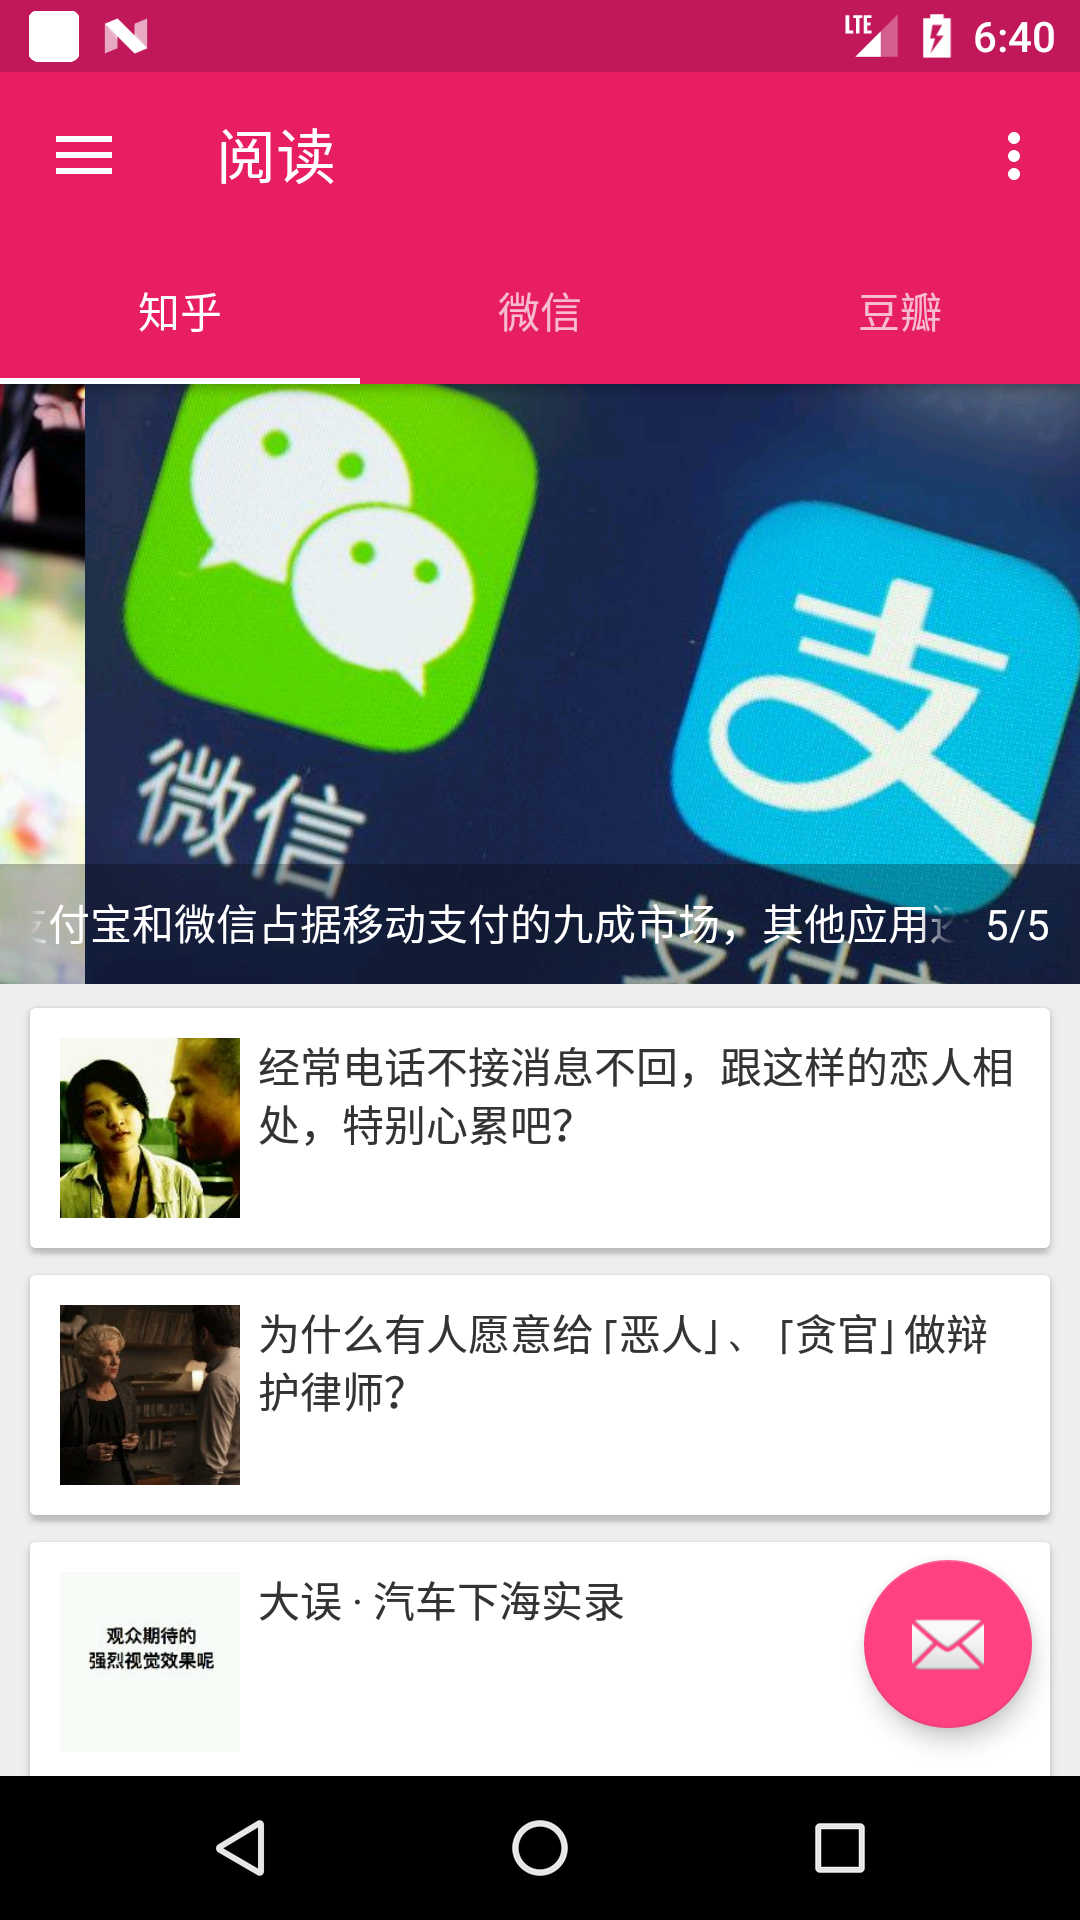 LTE 6:40
阅读
知乎 微信 豆瓣
微信
支付宝和微信占据移动支付的九成市场，其他应用 5/5
经常电话不接消息不回，跟这样的恋人相
处，特别心累吧？
为什么有人愿意给「恶人」、「贪官」做辩
护律师？
大误 · 汽车下海实录
观众期待的
强烈视觉效果呢